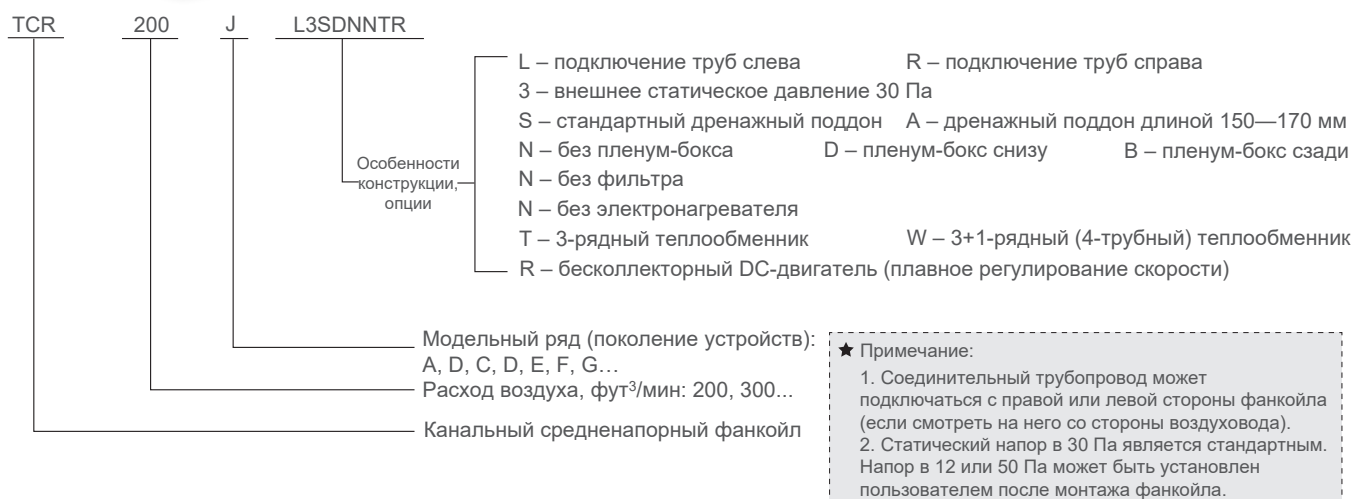 TCR 200 J L3SDNNTR
L – подключение труб слева R – подключение труб справа
3 – внешнее статическое давление 30 Па
S – стандартный дренажный поддон A – дренажный поддон длиной 150—170 мм
N – без пленум-бокса D – пленум-бокс снизу B – пленум-бокс сзади
Особенности
конструкции,
опции
N – без фильтра
N – без электронагревателя
T – 3-рядный теплообменник W – 3+1-рядный (4-трубный) теплообменник
R – бесколлекторный DC-двигатель (плавное регулирование скорости)
Модельный ряд (поколение устройств):
A, D, C, D, E, F, G…
Расход воздуха, фут³/мин: 200, 300...
Канальный средненапорный фанкойл
★ Примечание:
1. Соединительный трубопровод может
подключаться с правой или левой стороны фанкойла
(если смотреть на него со стороны воздуховода).
2. Статический напор в 30 Па является стандартным.
Напор в 12 или 50 Па может быть установлен
пользователем после монтажа фанкойла.